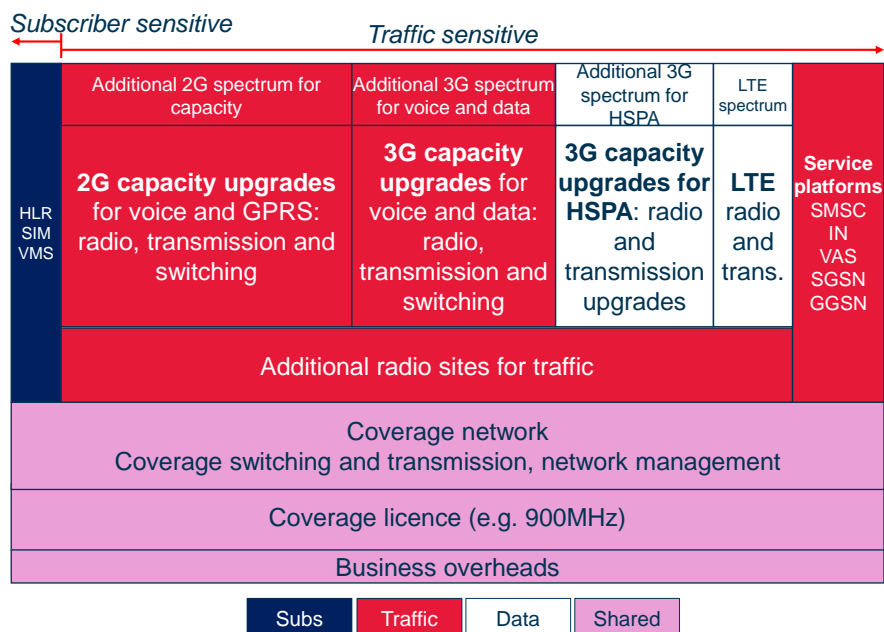 Subscriber sensitive
Traffic sensitive
Additional 2G spectrum for
capacity
Additional 3G spectrum
for voice and data
Additional 3G
spectrum for
HSPA
LTE
spectrum
HLR
SIM
VMS
2G capacity upgrades
for voice and GPRS:
radio, transmission and
switching
3G capacity
upgrades for
voice and data:
radio,
transmission and
switching
3G capacity
upgrades for
HSPA: radio
and
transmission
upgrades
LTE
radio
and
trans.
Service
platforms
SMSC
IN
VAS
SGSN
GGSN
Additional radio sites for traffic
Coverage network
Coverage switching and transmission, network management
Coverage licence (e.g. 900MHz)
Business overheads
Subs
Traffic
Data
Shared